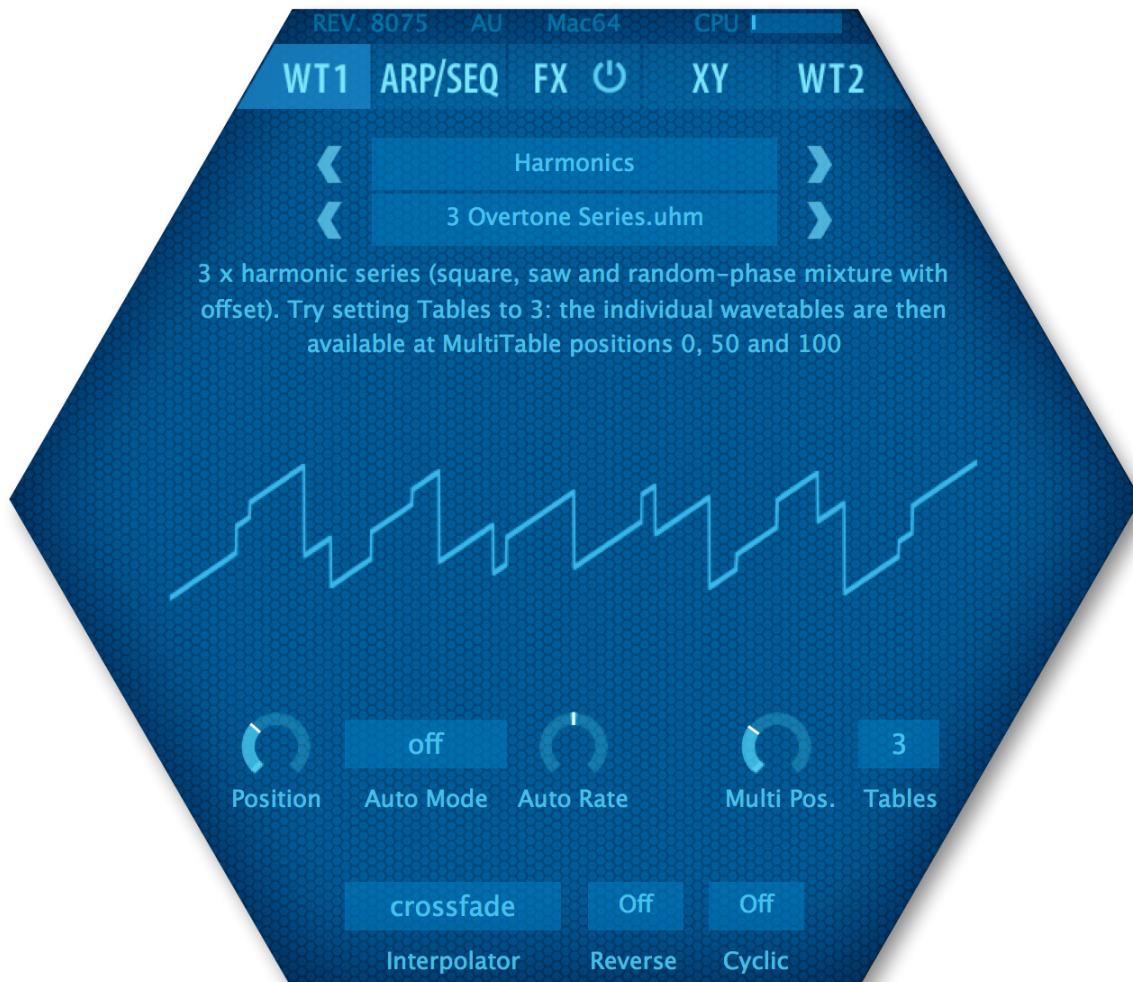 REV. 8075 AU Mac64 CPU
WT1 ARP/SEQ FX XY WT2
Harmonics
3 Overtone Series.uhm
3 x harmonic series (square, saw and random-phase mixture with
offset). Try setting Tables to 3: the individual wavetables are then
available at MultiTable positions 0, 50 and 100
off 3
Position Auto Mode Auto Rate Multi Pos. Tables
crossfade Off Off
Interpolator Reverse Cyclic